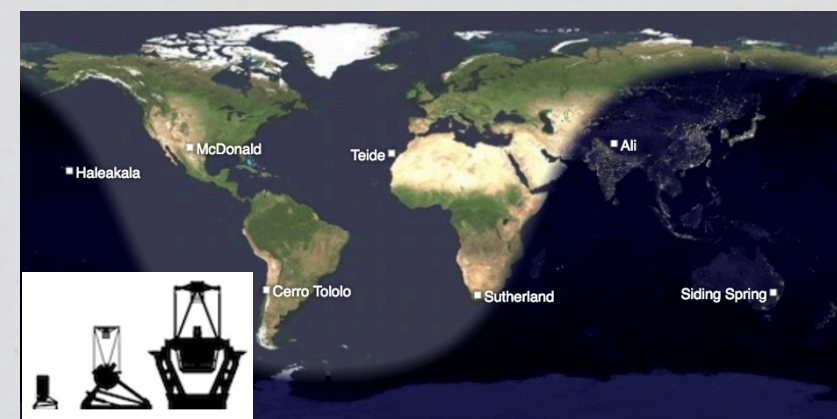 McDonald
Teide
Ali
Haleakala
Cerro Tololo
Sutherland
Siding Spring